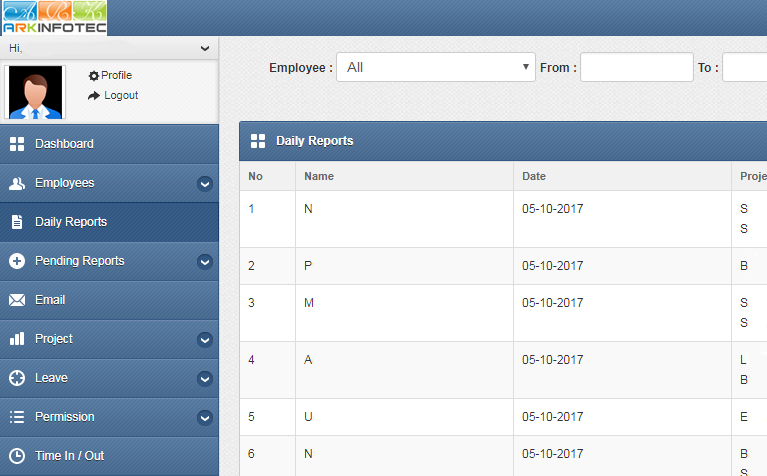 ARK
ARKINFOTEC
Hi,
Profile
Logout
Dashboard
Employees
Daily Reports
Pending Reports
Email
Project
Leave
Permission
Time In / Out
Employee : All From : To :
Daily Reports
No Name Date Proje
1 N 05-10-2017 S
S
2 P 05-10-2017 B
3 M 05-10-2017 S
S
4 A 05-10-2017 L
B
5 U 05-10-2017 E
6 N 05-10-2017 B
S